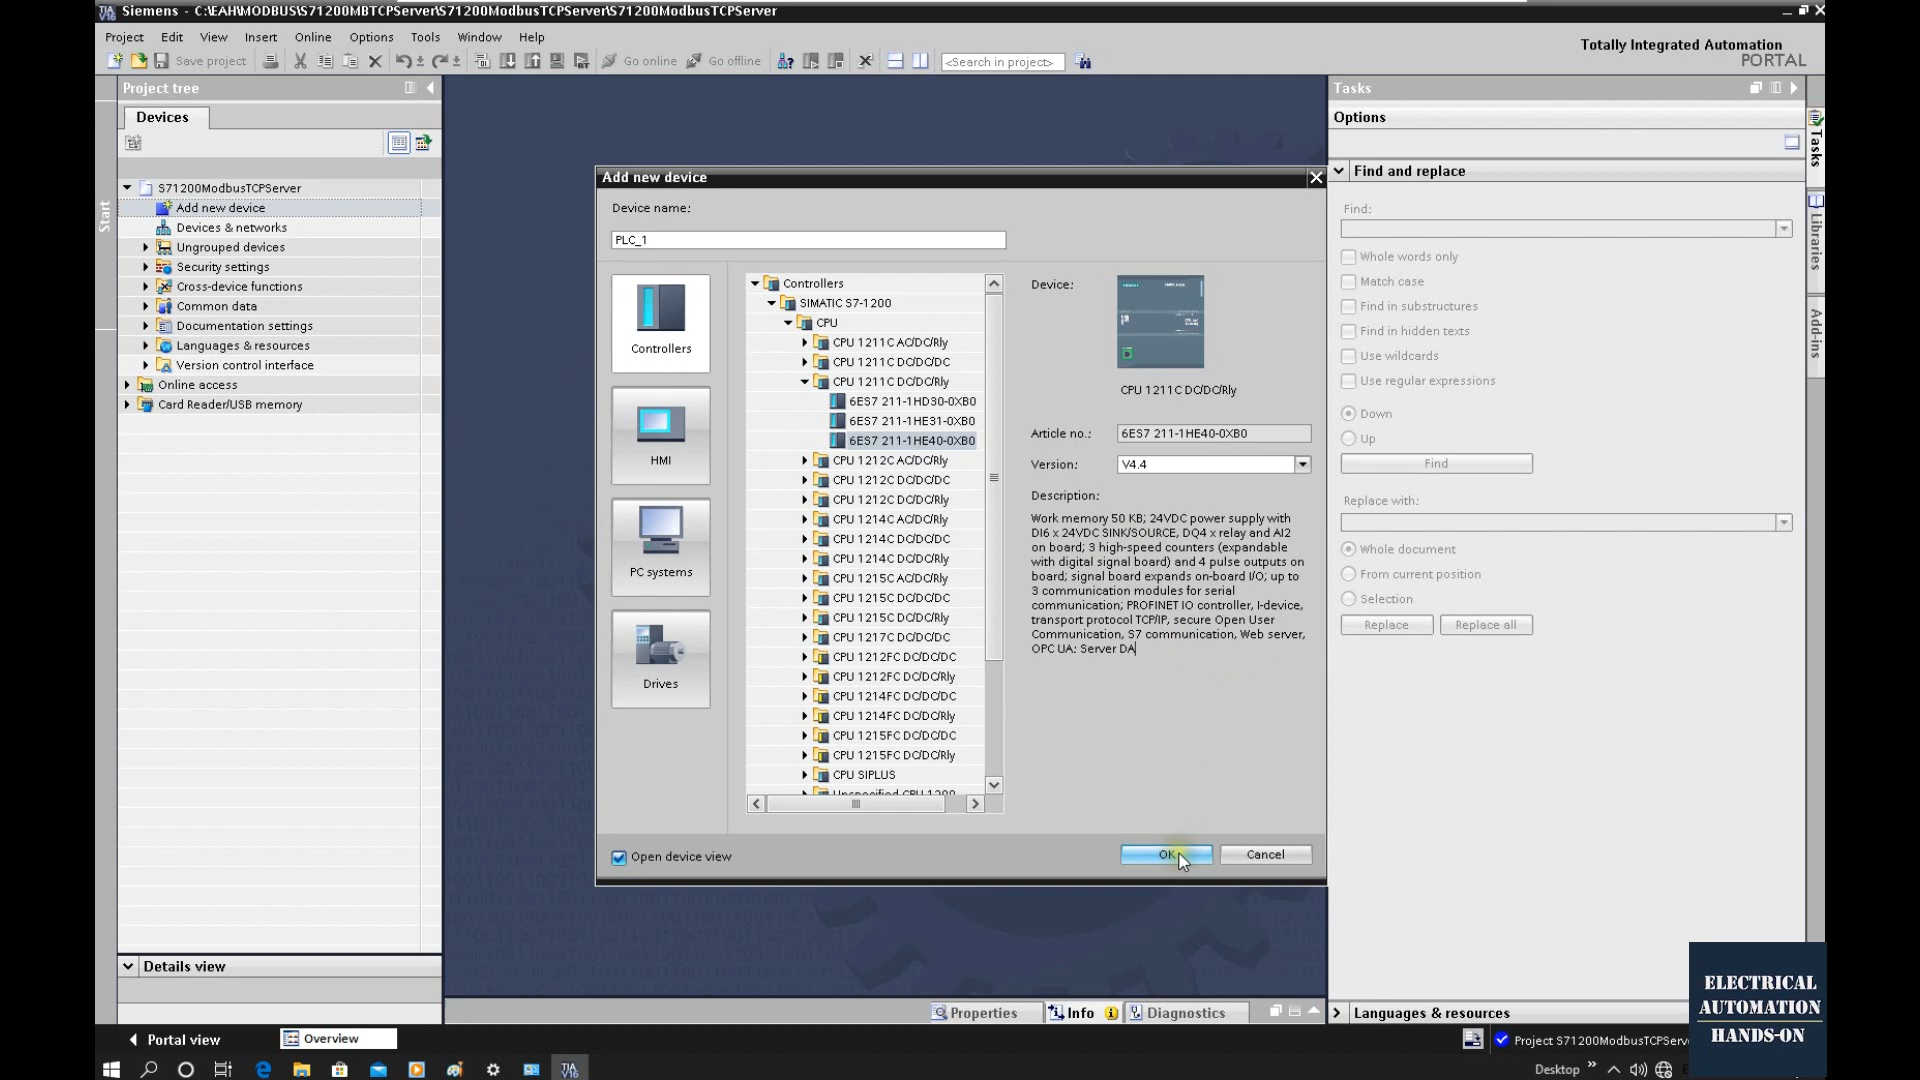 Siemens - C:\EAH\MODBUS\S71200MBTCPServer\S71200ModbusTCPServer\S71200ModbusTCPServer
Project Edit View Insert Online Options Tools Window Help
Totally Integrated Automation
PORTAL
Save project
Go online
Go offline
<Search in project>
Project tree
Devices
Start
S71200ModbusTCPServer
Add new device
Devices & networks
Ungrouped devices
Security settings
Cross-device functions
Common data
Documentation settings
Languages & resources
Version control interface
Online access
Card Reader/USB memory
Details view
Add new device
Device name:
PLC_1
Controllers
HMI
PC systems
Drives
Controllers
SIMATIC S7-1200
CPU
CPU 1211C AC/DC/Rly
CPU 1211C DC/DC/DC
CPU 1211C DC/DC/Rly
6ES7 211-1HD30-0XB0
6ES7 211-1HE31-0XB0
6ES7 211-1HE40-0XB0
CPU 1212C AC/DC/Rly
CPU 1212C DC/DC/DC
CPU 1212C DC/DC/Rly
CPU 1214C AC/DC/Rly
CPU 1214C DC/DC/DC
CPU 1214C DC/DC/Rly
CPU 1215C AC/DC/Rly
CPU 1215C DC/DC/DC
CPU 1215C DC/DC/Rly
CPU 1217C DC/DC/DC
CPU 1212FC DC/DC/DC
CPU 1212FC DC/DC/Rly
CPU 1214FC DC/DC/DC
CPU 1214FC DC/DC/Rly
CPU 1215FC DC/DC/DC
CPU 1215FC DC/DC/Rly
CPU SIPLUS
Unspecified CPU 1200
Device:
CPU 1211C DC/DC/Rly
Article no.: 6ES7 211-1HE40-0XB0
Version: V4.4
Description:
Work memory 50 KB; 24VDC power supply with
DI6 x 24VDC SINK/SOURCE, DQ4 x relay and AI2
on board; 3 high-speed counters (expandable
with digital signal board) and 4 pulse outputs on
board; signal board expands on-board I/O; up to
3 communication modules for serial
communication; PROFINET IO controller, I-device,
transport protocol TCP/IP, secure Open User
Communication, S7 communication, Web server,
OPC UA: Server DA
Open device view
OK
Cancel
Tasks
Options
Find and replace
Find:
Whole words only
Match case
Find in substructures
Find in hidden texts
Use wildcards
Use regular expressions
Down
Up
Find
Replace with:
Whole document
From current position
Selection
Replace
Replace all
Languages & resources
Tasks
Libraries
Add-ins
Properties
Info
Diagnostics
Portal view
Overview
Project S71200ModbusTCPServ
Desktop
ELECTRICAL
AUTOMATION
HANDS-ON